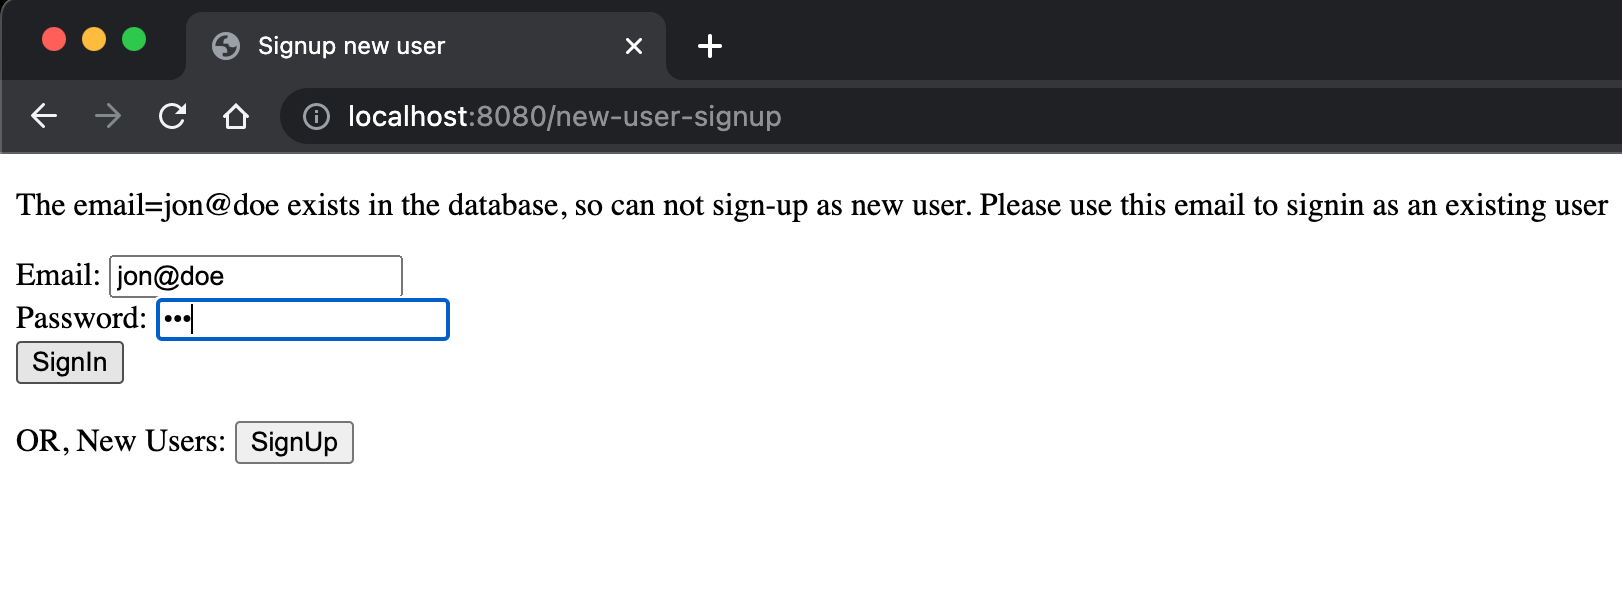 Signup new user
localhost:8080/new-user-signup
The email=jon@doe exists in the database, so can not sign-up as new user. Please use this email to signin as an existing user
Email: jon@doe
Password: •••
SignIn
OR, New Users: SignUp